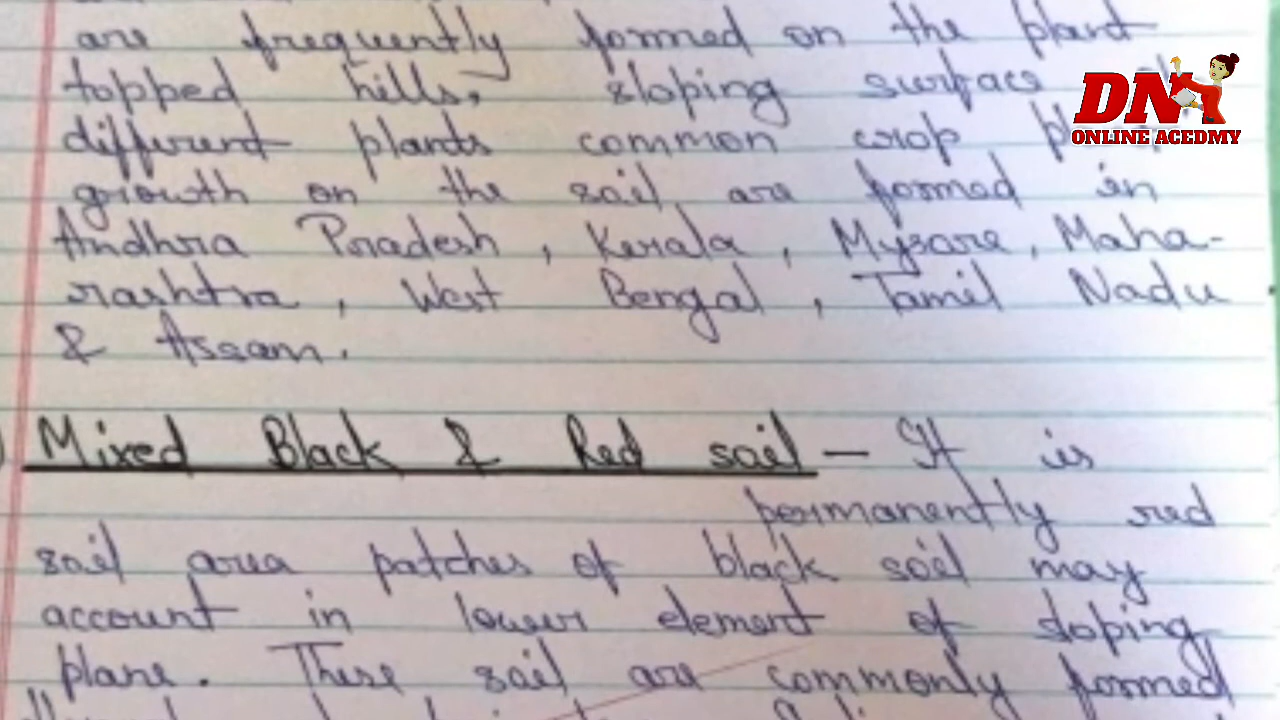 are frequently formed on the plant
topped hills, sloping surface
different plants common crop
growth on the soil are formed in
Andhra Pradesh, Kerala, Mysore, Maha-
rashtra, West Bengal, Tamil Nadu
& Assam.
Mixed Black & Red soil — It is
permanently red
soil area patches of black soil may
account in lower element of sloping
plane. These soil are commonly formed
DN
ONLINE ACEDMY